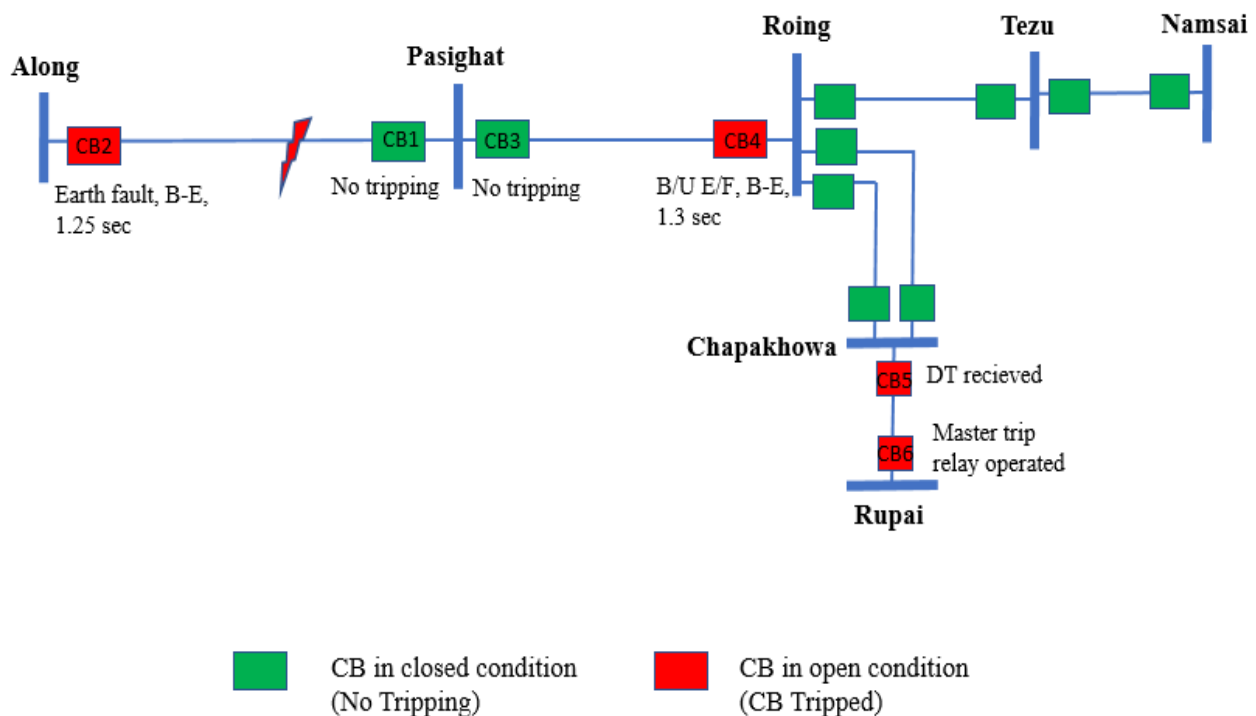 Roing
Tezu
Namsai
Along
Pasighat
CB2
CB1
CB3
CB4
Earth fault, B-E,
1.25 sec
No tripping
No tripping
B/U E/F, B-E,
1.3 sec
Chapakhowa
CB5
DT recieved
CB6
Master trip
relay operated
Rupai
CB in closed condition
(No Tripping)
CB in open condition
(CB Tripped)